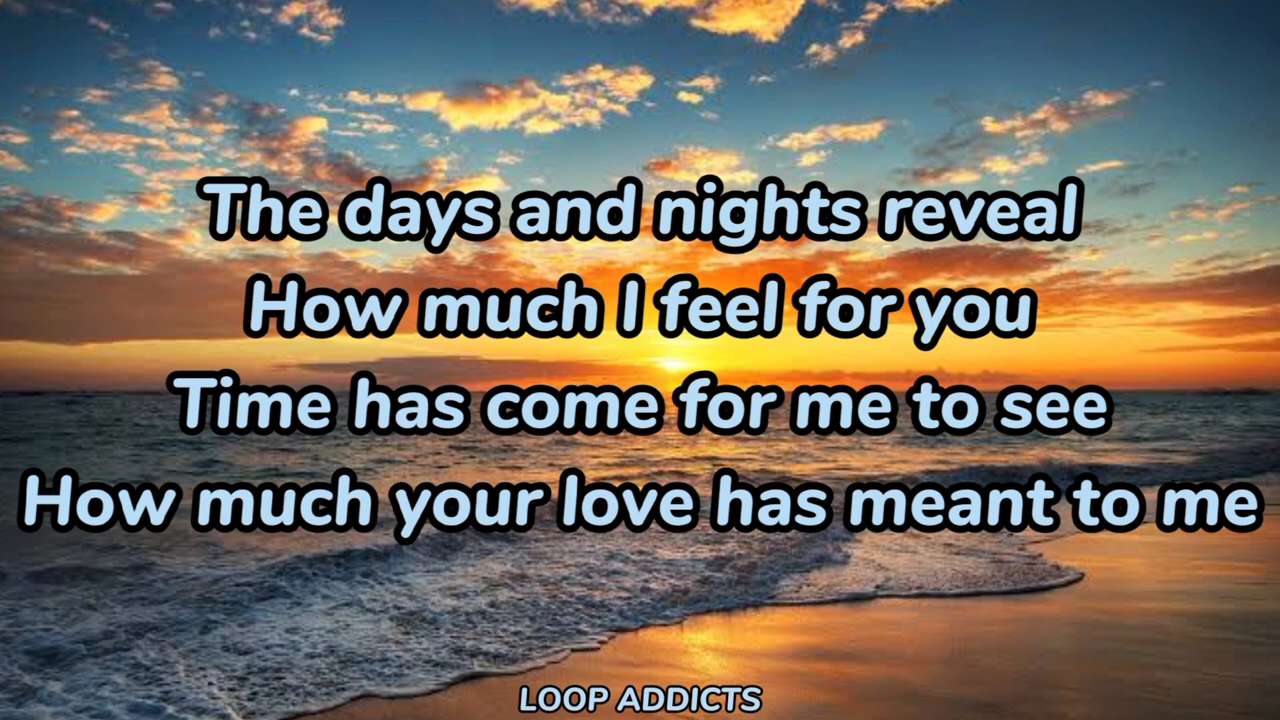 The days and nights reveal
How much I feel for you
Time has come for me to see
How much your love has meant to me
LOOP ADDICTS